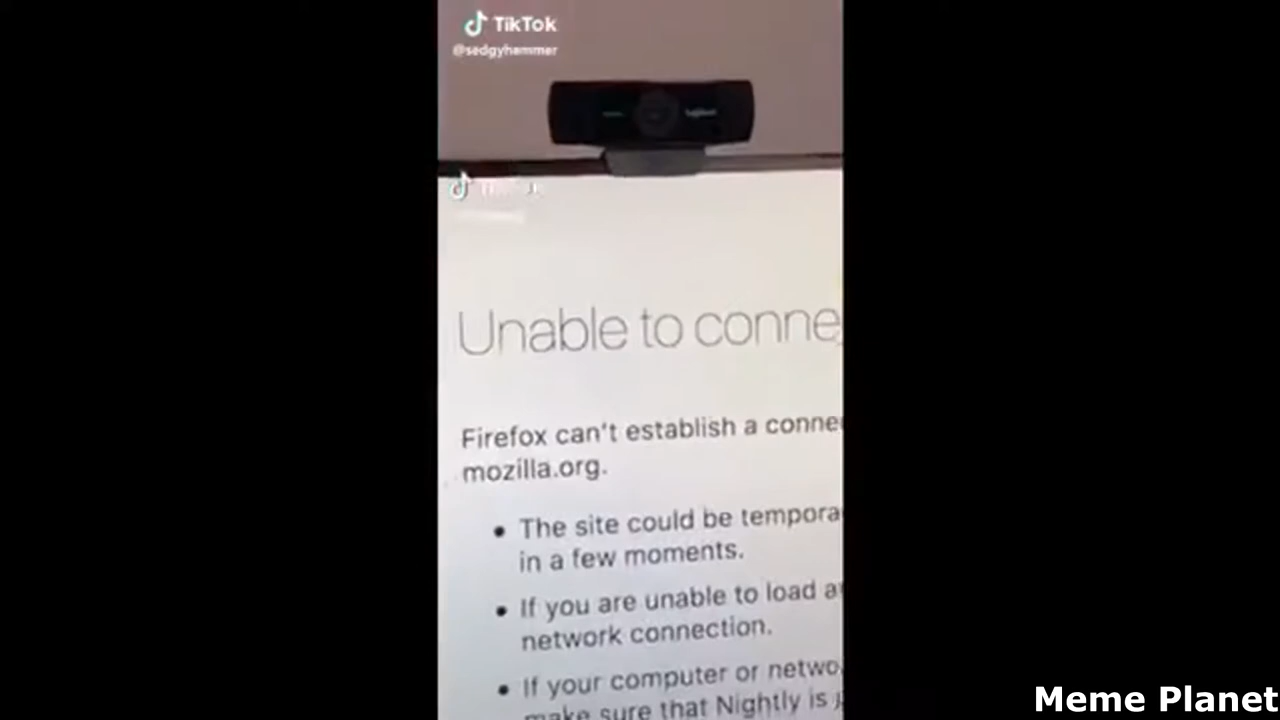 TikTok
@sedgyhammer
Unable to conne
Firefox can't establish a conne
mozilla.org.
The site could be tempora
in a few moments.
If you are unable to load a
network connection.
If your computer or netwo
make sure that Nightly is
Meme Planet